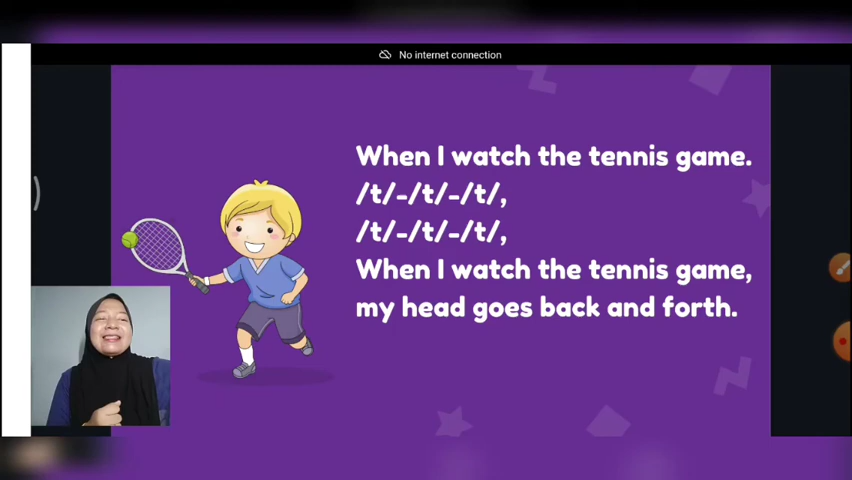 No internet connection
When I watch the tennis game.
/t/-/t/-/t/,
/t/-/t/-/t/,
When I watch the tennis game,
my head goes back and forth.